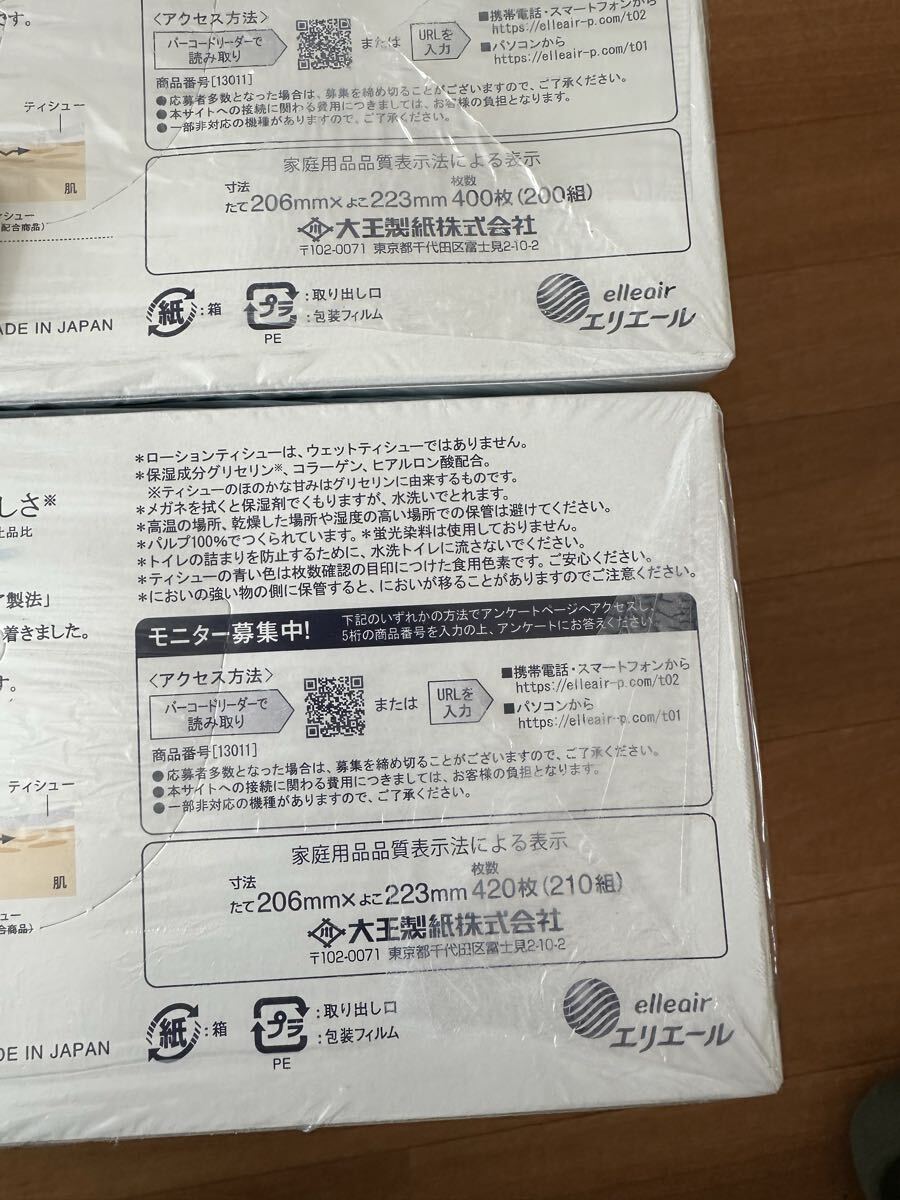 です。
〈アクセス方法〉
バーコードリーダーで
読み取り
または
URLを
入力
■携帯電話・スマートフォンから
https://elleair-p.com/t02
■パソコンから
https://elleair-p.com/t01
商品番号[13011]
●応募者多数となった場合は、募集を締め切ることがございますので、ご了承ください。
●本サイトへの接続に関わる費用につきましては、お客様の負担となります。
●一部非対応の機種がありますので、ご了承ください。
ティシュー
肌
シュー
配合商品)
家庭用品品質表示法による表示
寸法
枚数
たて206mm×よこ223mm 400枚(200組)
大王製紙株式会社
〒102-0071 東京都千代田区富士見2-10-2
ADE IN JAPAN
紙:箱
プラ
PE
:取り出し口
:包装フィルム
elleair
エリエール
*ローションティシューは、ウェットティシューではありません。
*保湿成分グリセリン※、コラーゲン、ヒアルロン酸配合。
※ティシューのほのかな甘みはグリセリンに由来するものです。
*メガネを拭くと保湿剤でくもりますが、水洗いでとれます。
*高温の場所、乾燥した場所や湿度の高い場所での保管は避けてください。
*パルプ100%でつくられています。*蛍光染料は使用しておりません。
*トイレの詰まりを防止するために、水洗トイレに流さないでください。
*ティシューの青い色は枚数確認の目印につけた食用色素です。ご安心ください。
*においの強い物の側に保管すると、においが移ることがありますのでご注意ください。
しさ※
品比
製法」
着きました。
す。
モニター募集中!
下記のいずれかの方法でアンケートページへアクセスし、
5桁の商品番号を入力の上、アンケートにお答えください。
〈アクセス方法〉
バーコードリーダーで
読み取り
または
URLを
入力
■携帯電話・スマートフォンから
https://elleair-p.com/t02
■パソコンから
https://elleair-p.com/t01
商品番号[13011]
●応募者多数となった場合は、募集を締め切ることがございますので、ご了承ください。
●本サイトへの接続に関わる費用につきましては、お客様の負担となります。
●一部非対応の機種がありますので、ご了承ください。
ティシュー
肌
ュー
合商品)
家庭用品品質表示法による表示
寸法
枚数
たて206mm×よこ223mm 420枚(210組)
大王製紙株式会社
〒102-0071 東京都千代田区富士見2-10-2
DE IN JAPAN
紙:箱
プラ
PE
:取り出し口
:包装フィルム
elleair
エリエール